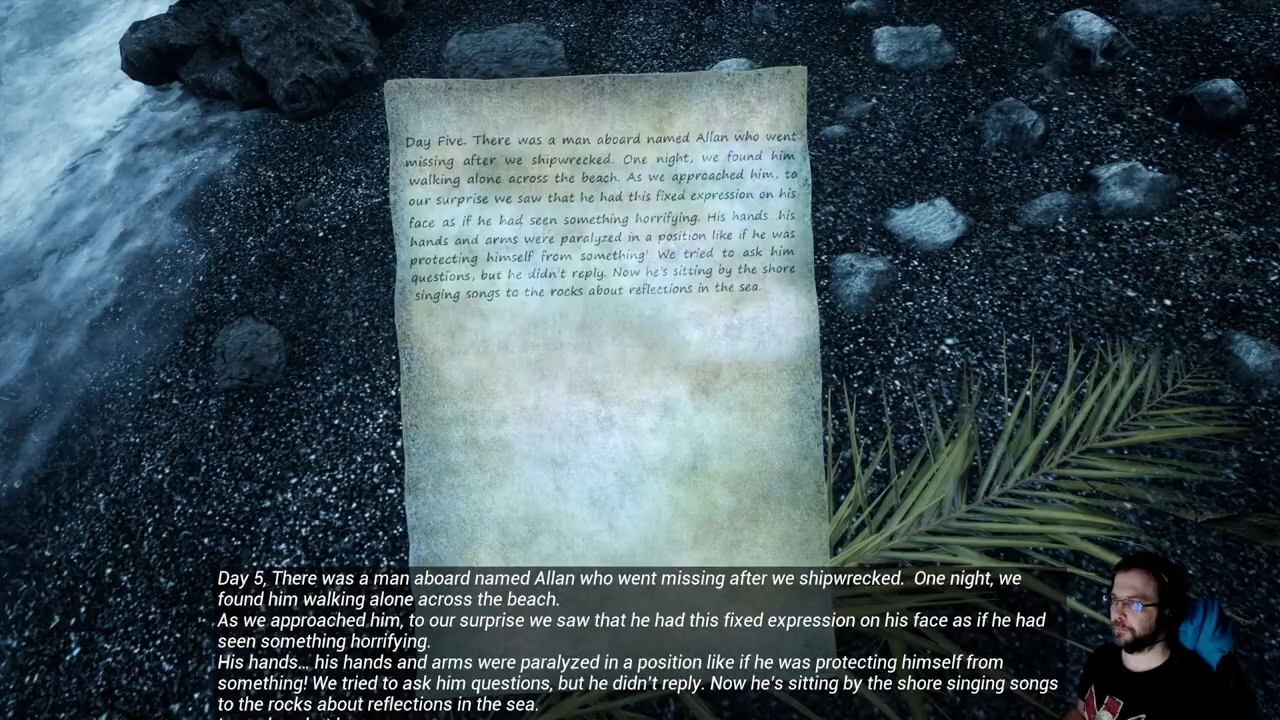 Day Five. There was a man aboard named Allan who went
missing after we shipwrecked. One night, we found him
walking alone across the beach. As we approached him, to
our surprise we saw that he had this fixed expression on his
face as if he had seen something horrifying. His hands...his
hands and arms were paralyzed in a position like if he was
protecting himself from something! We tried to ask him
questions, but he didn't reply. Now he's sitting by the shore
singing songs to the rocks about reflections in the sea.
Day 5, There was a man aboard named Allan who went missing after we shipwrecked. One night, we
found him walking alone across the beach.
As we approached him, to our surprise we saw that he had this fixed expression on his face as if he had
seen something horrifying.
His hands... his hands and arms were paralyzed in a position like if he was protecting himself from
something! We tried to ask him questions, but he didn't reply. Now he's sitting by the shore singing songs
to the rocks about reflections in the sea.